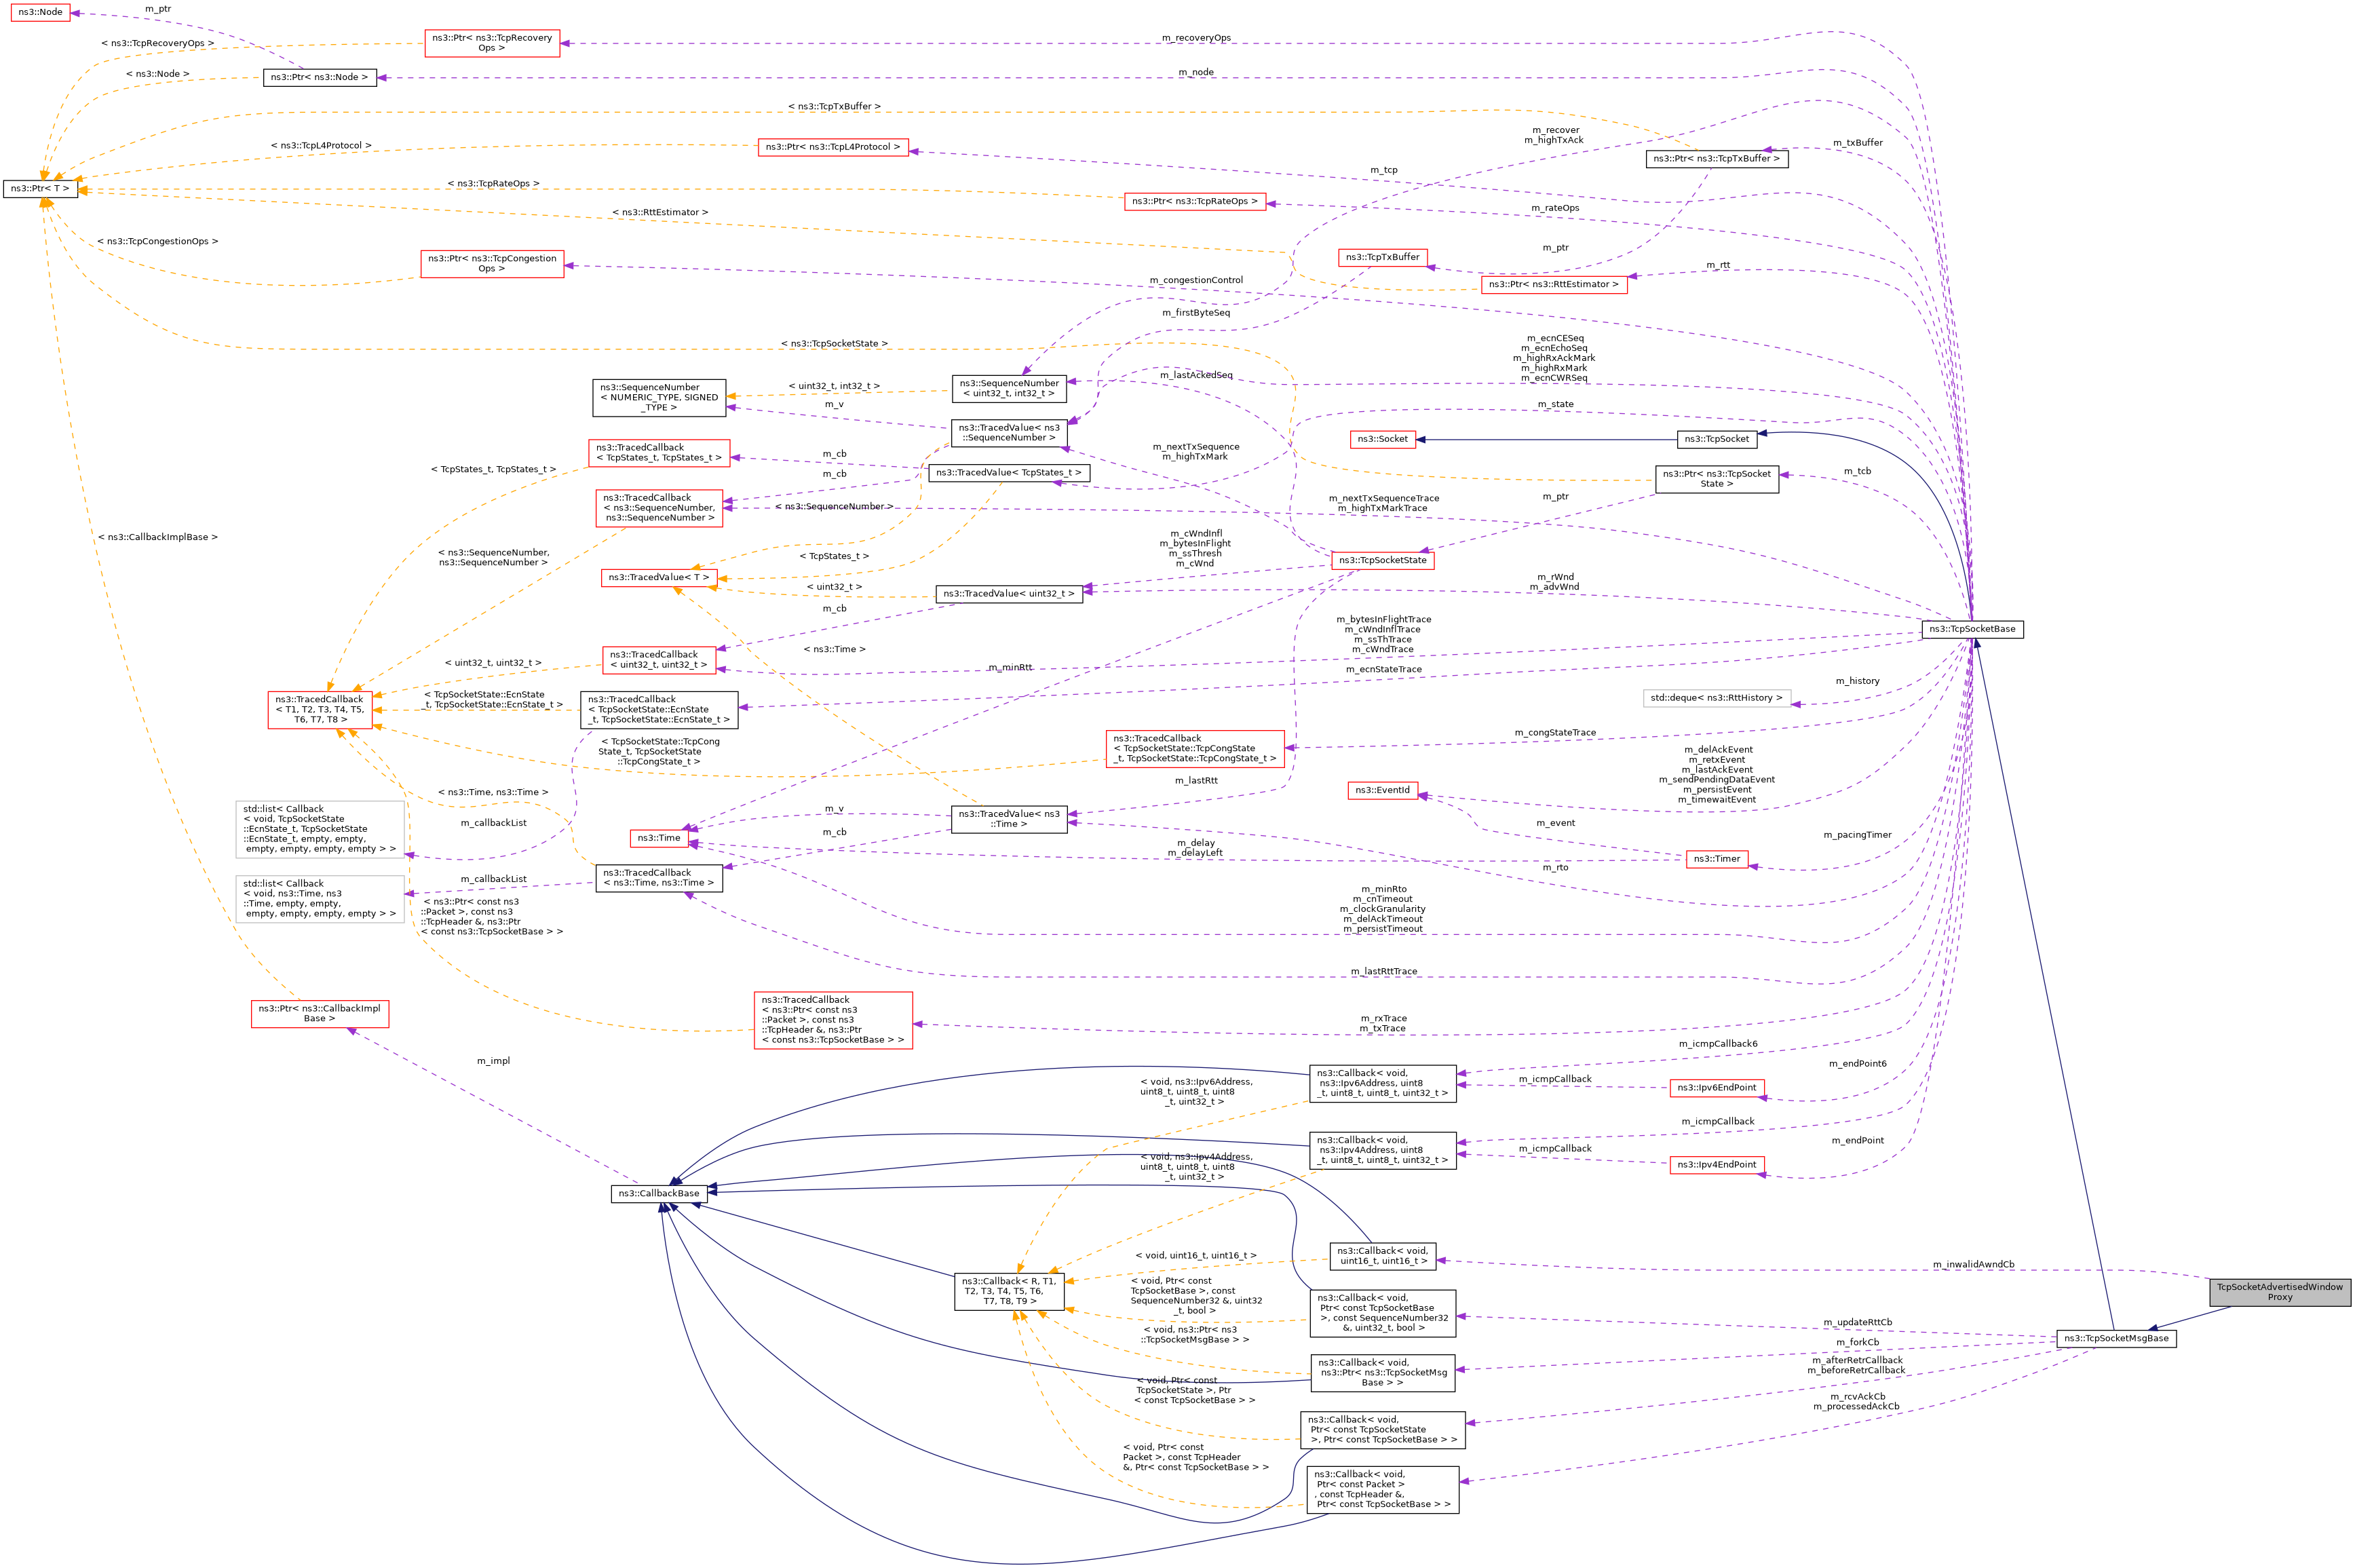 ns3::Node
m_ptr
< ns3::TcpRecoveryOps >
ns3::Ptr< ns3::TcpRecovery
Ops >
m_recoveryOps
< ns3::Node >
ns3::Ptr< ns3::Node >
m_node
< ns3::TcpTxBuffer >
m_recover
m_highTxAck
m_txBuffer
< ns3::TcpL4Protocol >
ns3::Ptr< ns3::TcpL4Protocol >
ns3::Ptr< ns3::TcpTxBuffer >
m_tcp
ns3::Ptr< T >
< ns3::TcpRateOps >
ns3::Ptr< ns3::TcpRateOps >
m_rateOps
< ns3::RttEstimator >
< ns3::TcpCongestionOps >
ns3::Ptr< ns3::TcpCongestion
Ops >
m_ptr
ns3::TcpTxBuffer
m_rtt
m_congestionControl
ns3::Ptr< ns3::RttEstimator >
m_firstByteSeq
< ns3::TcpSocketState >
m_ecnCESeq
m_ecnEchoSeq
m_highRxAckMark
m_highRxMark
m_ecnCWRSeq
m_lastAckedSeq
ns3::SequenceNumber
< NUMERIC_TYPE, SIGNED
_TYPE >
< uint32_t, int32_t >
ns3::SequenceNumber
< uint32_t, int32_t >
m_v
m_state
ns3::TracedValue< ns3
::SequenceNumber >
ns3::Socket
ns3::TcpSocket
ns3::TracedCallback
< TcpStates_t, TcpStates_t >
m_cb
m_nextTxSequence
m_highTxMark
< TcpStates_t, TcpStates_t >
m_cb
ns3::TracedValue< TcpStates_t >
ns3::Ptr< ns3::TcpSocket
State >
m_tcb
ns3::TracedCallback
< ns3::SequenceNumber,
ns3::SequenceNumber >
< ns3::SequenceNumber >
m_nextTxSequenceTrace
m_highTxMarkTrace
m_ptr
< ns3::CallbackImplBase >
< ns3::SequenceNumber,
ns3::SequenceNumber >
< TcpStates_t >
m_cWndInfl
m_bytesInFlight
m_ssThresh
m_cWnd
ns3::TcpSocketState
ns3::TracedValue< T >
< uint32_t >
ns3::TracedValue< uint32_t >
m_rWnd
m_advWnd
m_cb
ns3::TcpSocketBase
m_bytesInFlightTrace
m_cWndInflTrace
m_ssThTrace
m_cWndTrace
< uint32_t, uint32_t >
ns3::TracedCallback
< uint32_t, uint32_t >
< ns3::Time >
m_minRtt
m_ecnStateTrace
ns3::TracedCallback
< T1, T2, T3, T4, T5,
T6, T7, T8 >
< TcpSocketState::EcnState
_t, TcpSocketState::EcnState_t >
ns3::TracedCallback
< TcpSocketState::EcnState
_t, TcpSocketState::EcnState_t >
m_history
std::deque< ns3::RttHistory >
< TcpSocketState::TcpCong
State_t, TcpSocketState
::TcpCongState_t >
ns3::TracedCallback
< TcpSocketState::TcpCongState
_t, TcpSocketState::TcpCongState_t >
m_congStateTrace
m_delAckEvent
m_retxEvent
m_lastAckEvent
m_sendPendingDataEvent
m_persistEvent
m_timewaitEvent
m_lastRtt
ns3::EventId
< ns3::Time, ns3::Time >
std::list< Callback
< void, TcpSocketState
::EcnState_t, TcpSocketState
::EcnState_t, empty, empty,
empty, empty, empty, empty > >
m_callbackList
m_v
ns3::TracedValue< ns3
::Time >
m_event
ns3::Time
m_cb
m_pacingTimer
m_delay
m_delayLeft
ns3::Timer
m_rto
std::list< Callback
< void, ns3::Time, ns3
::Time, empty, empty,
empty, empty, empty, empty > >
m_callbackList
ns3::TracedCallback
< ns3::Time, ns3::Time >
m_minRto
m_cnTimeout
m_clockGranularity
m_delAckTimeout
m_persistTimeout
< ns3::Ptr< const ns3
::Packet >, const ns3
::TcpHeader &, ns3::Ptr
< const ns3::TcpSocketBase > >
m_lastRttTrace
ns3::Ptr< ns3::CallbackImpl
Base >
ns3::TracedCallback
< ns3::Ptr< const ns3
::Packet >, const ns3
::TcpHeader &, ns3::Ptr
< const ns3::TcpSocketBase > >
m_rxTrace
m_txTrace
m_impl
m_icmpCallback6
m_endPoint6
< void, ns3::Ipv6Address,
uint8_t, uint8_t, uint8
_t, uint32_t >
ns3::Callback< void,
ns3::Ipv6Address, uint8
_t, uint8_t, uint8_t, uint32_t >
m_icmpCallback
ns3::Ipv6EndPoint
m_icmpCallback
m_endPoint
< void, ns3::Ipv4Address,
uint8_t, uint8_t, uint8
_t, uint32_t >
ns3::Callback< void,
ns3::Ipv4Address, uint8
_t, uint8_t, uint8_t, uint32_t >
m_icmpCallback
ns3::Ipv4EndPoint
ns3::CallbackBase
< void, uint16_t, uint16_t >
ns3::Callback< void,
uint16_t, uint16_t >
m_inwalidAwndCb
ns3::Callback< R, T1,
T2, T3, T4, T5, T6,
T7, T8, T9 >
< void, Ptr< const
TcpSocketBase >, const
SequenceNumber32 &, uint32
_t, bool >
ns3::Callback< void,
Ptr< const TcpSocketBase
>, const SequenceNumber32
&, uint32_t, bool >
TcpSocketAdvertisedWindow
Proxy
m_updateRttCb
< void, ns3::Ptr< ns3
::TcpSocketMsgBase > >
m_forkCb
ns3::TcpSocketMsgBase
ns3::Callback< void,
ns3::Ptr< ns3::TcpSocketMsg
Base > >
m_afterRetrCallback
m_beforeRetrCallback
< void, Ptr< const
TcpSocketState >, Ptr
< const TcpSocketBase > >
m_rcvAckCb
m_processedAckCb
ns3::Callback< void,
Ptr< const TcpSocketState
>, Ptr< const TcpSocketBase > >
< void, Ptr< const
Packet >, const TcpHeader
&, Ptr< const TcpSocketBase > >
ns3::Callback< void,
Ptr< const Packet >
, const TcpHeader &,
Ptr< const TcpSocketBase > >